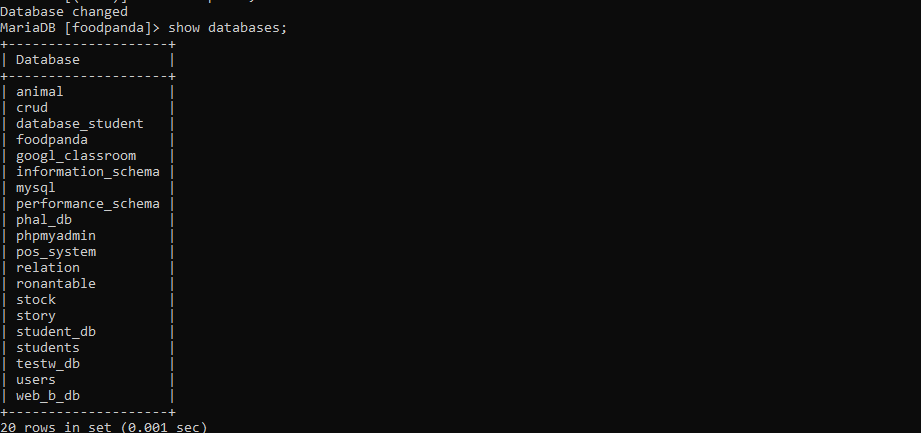 Database changed
MariaDB [foodpanda]> show databases;
+--------------------+
| Database           |
+--------------------+
| animal             |
| crud               |
| database_student   |
| foodpanda          |
| googl_classroom    |
| information_schema |
| mysql              |
| performance_schema |
| phal_db            |
| phpmyadmin         |
| pos_system         |
| relation           |
| ronantable         |
| stock              |
| story              |
| student_db         |
| students           |
| testw_db           |
| users              |
| web_b_db           |
+--------------------+
20 rows in set (0.001 sec)